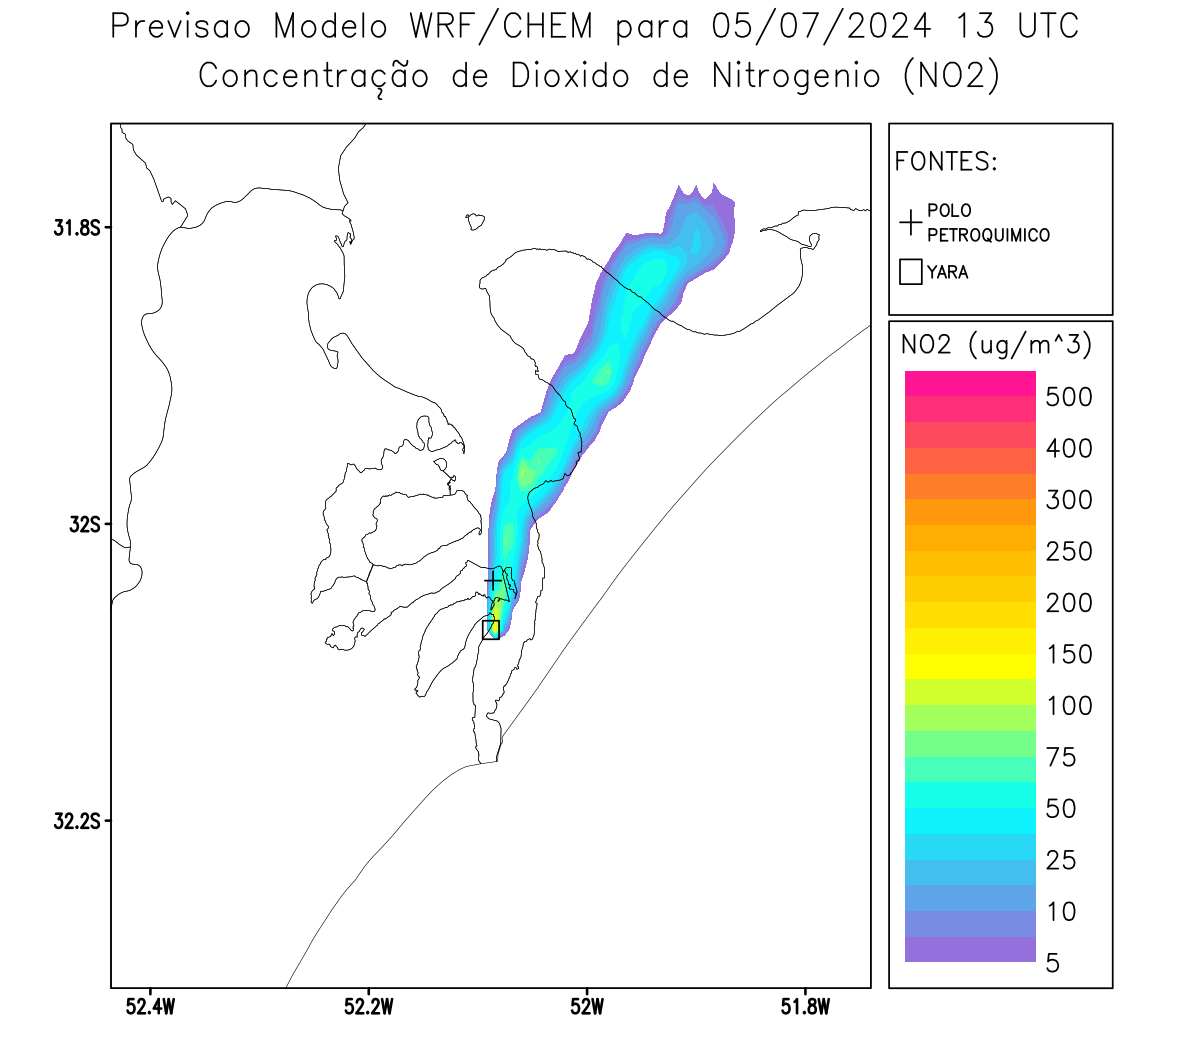 Previsao Modelo WRF/CHEM para 05/07/2024 13 UTC
Concentração de Dioxido de Nitrogenio (NO2)
FONTES:
POLO
PETROQUIMICO
YARA
31.8S
32S
32.2S
52.4W
52.2W
52W
51.8W
NO2 (ug/m^3)
500
400
300
250
200
150
100
75
50
25
10
5